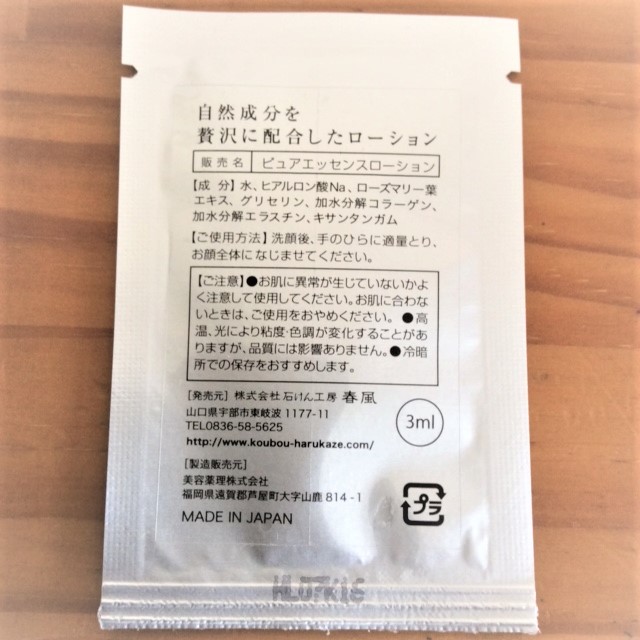 自然成分を
贅沢に配合したローション
販売名 ピュアエッセンスローション
【成 分】水、ヒアルロン酸Na、ローズマリー葉
エキス、グリセリン、加水分解コラーゲン、
加水分解エラスチン、キサンタンガム
【ご使用方法】洗顔後、手のひらに適量とり、
お顔全体になじませてください。
【ご注意】●お肌に異常が生じていないかよ
く注意して使用してください。お肌に合わな
いときは、ご使用をおやめください。 ●高
温、光により粘度・色調が変化することがあ
りますが、品質には影響ありません。●冷暗
所での保存をおすすめします。
[発売元] 株式会社 石けん工房 春風
山口県宇部市東岐波 1177-11
TEL0836-58-5625
http://www.koubou-harukaze.com/
3ml
[製造販売元]
美容薬理株式会社
福岡県遠賀郡芦屋町大字山鹿 814-1
プラ
MADE IN JAPAN